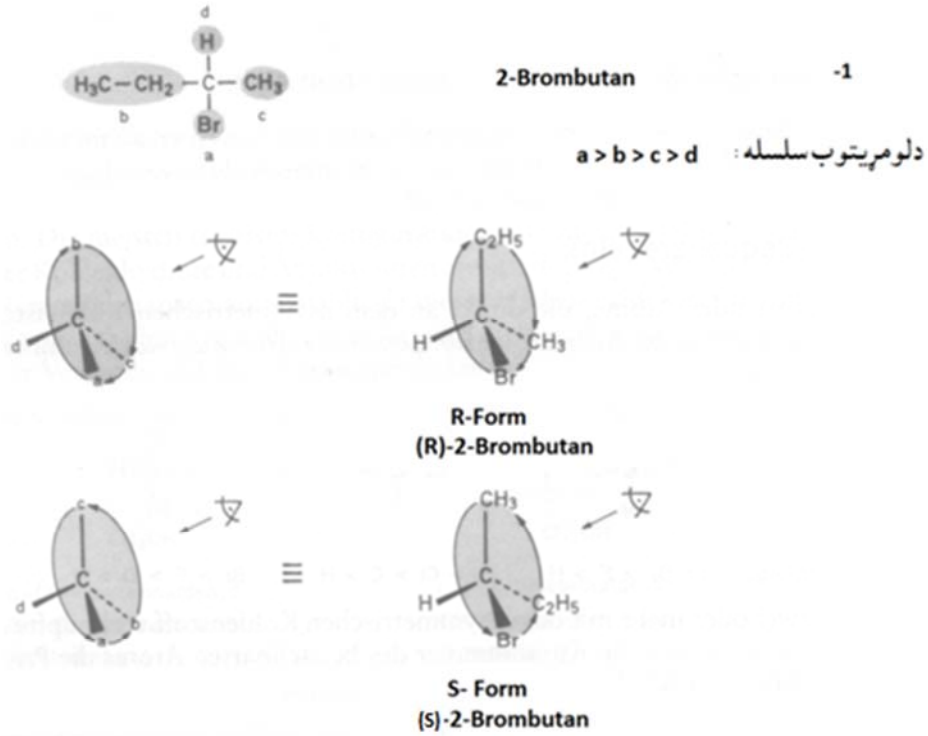 d
H
H₃C–CH₂–C–CH₃
b
c
Br
a
2-Brombutan
-1
دلومړیتوب سلسله : a > b > c > d
b
C
d
c
a
≡
C₂H₅
C
H
CH₃
Br
R-Form
(R)-2-Brombutan
c
C
d
b
a
≡
CH₃
C
H
C₂H₅
Br
S- Form
(S)-2-Brombutan